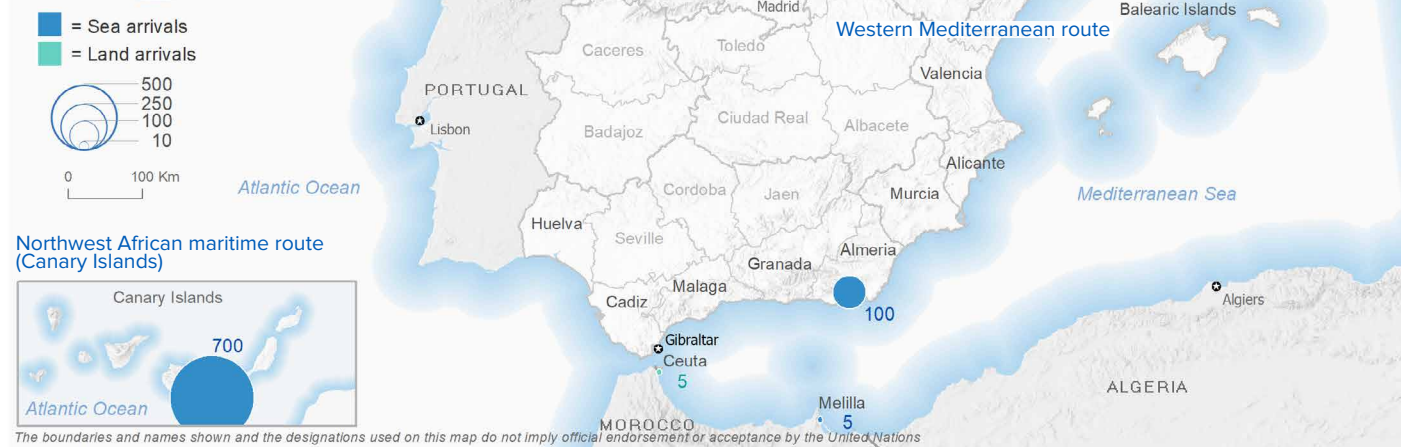 = Sea arrivals
= Land arrivals
500
250
100
10
0 100 Km
Madrid
Western Mediterranean route
Balearic Islands
Caceres
Toledo
Valencia
PORTUGAL
Lisbon
Badajoz
Ciudad Real
Albacete
Alicante
Atlantic Ocean
Cordoba
Jaen
Murcia
Mediterranean Sea
Huelva
Seville
Almeria
Granada
Northwest African maritime route
(Canary Islands)
Malaga
Cadiz
100
Algiers
Canary Islands
700
Gibraltar
Ceuta
5
Atlantic Ocean
ALGERIA
Melilla
5
MOROCCO
The boundaries and names shown and the designations used on this map do not imply official endorsement or acceptance by the United Nations